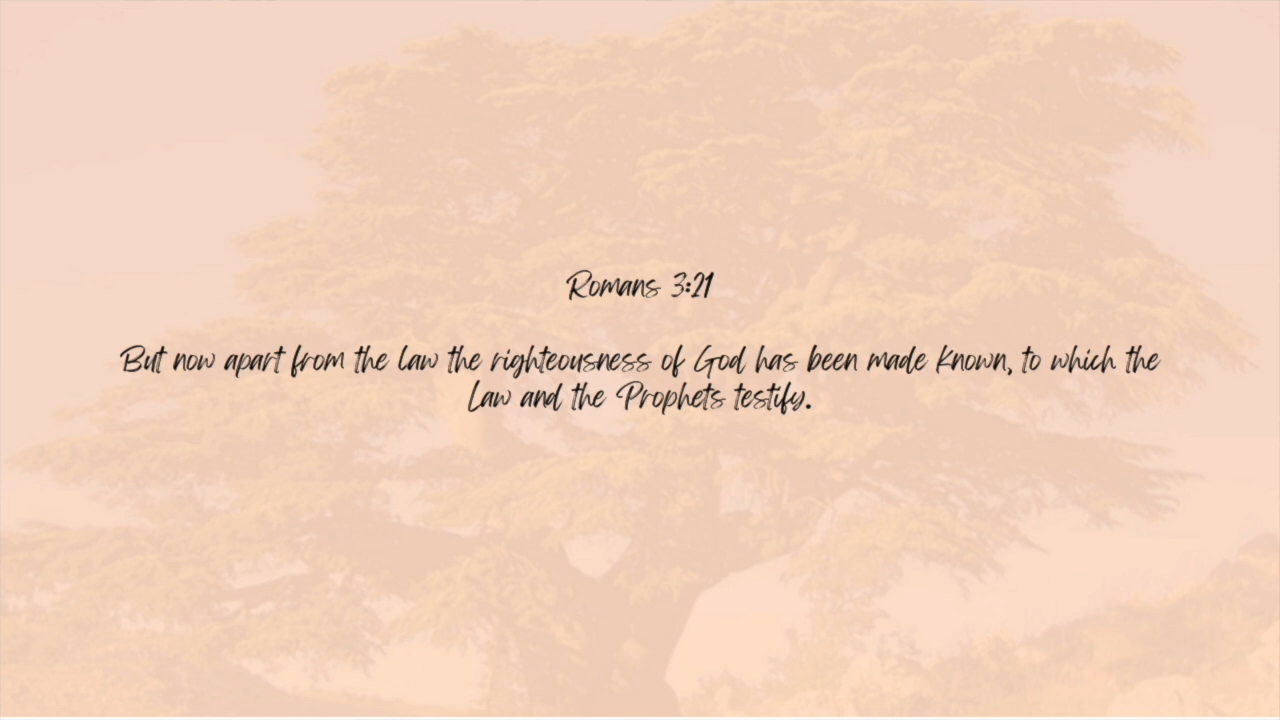 Romans 3:21
But now apart from the law the righteousness of God has been made known, to which the
Law and the Prophets testify.